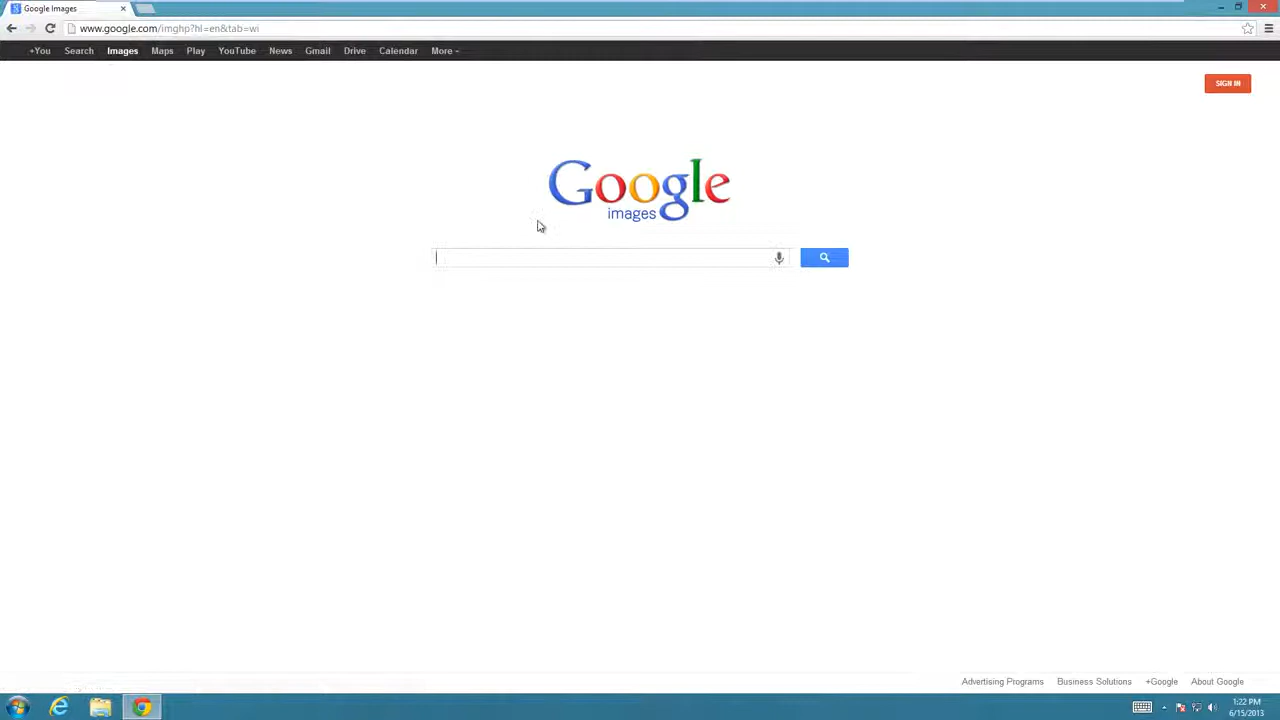 Google Images
www.google.com/imghp?hl=en&tab=wi
+You Search Images Maps Play YouTube News Gmail Drive Calendar More
SIGN IN
Google
images
Advertising Programs Business Solutions +Google About Google
1:22 PM
6/15/2013